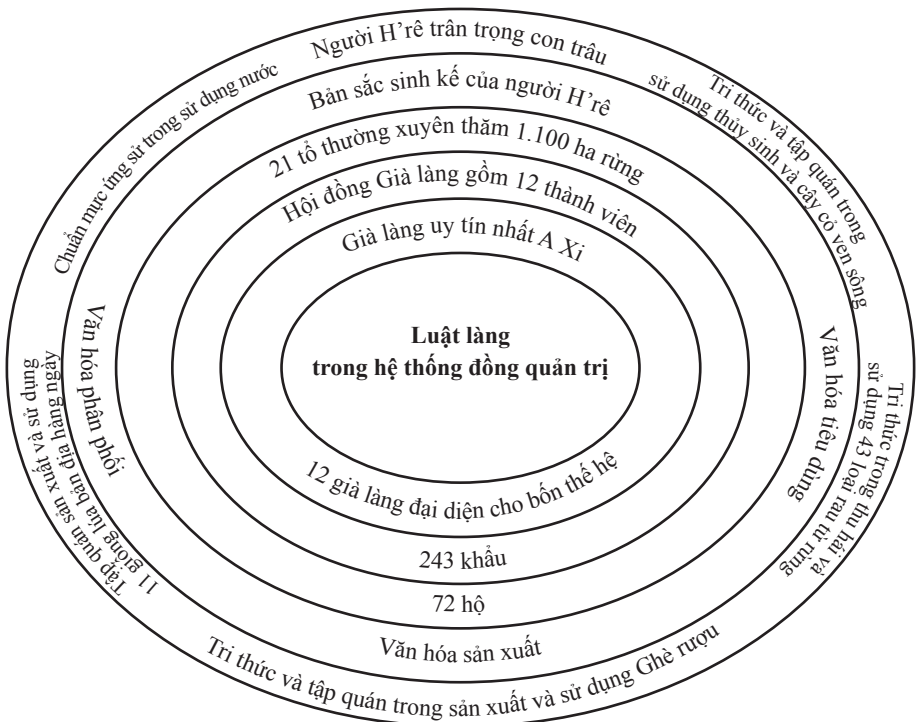 Người H’rê trân trọng con trâu
Chuẩn mực ứng sử trong sử dụng nước
Tri thức và tập quán trong
sử dụng thủy sinh và cây cỏ ven sông
Bản sắc sinh kế của người H’rê
21 tổ thường xuyên thăm 1.100 ha rừng
Hội đồng Già làng gồm 12 thành viên
Già làng uy tín nhất A Xi
Luật làng
trong hệ thống đồng quản trị
Văn hóa phân phối
Văn hóa tiêu dùng
Tập quán sản xuất và sử dụng
11 giống lúa bản địa hàng ngày
Tri thức trong thu hái và
sử dụng 43 loại rau từ rừng
12 già làng đại diện cho bốn thế hệ
243 khẩu
72 hộ
Văn hóa sản xuất
Tri thức và tập quán trong sản xuất và sử dụng Ghè rượu